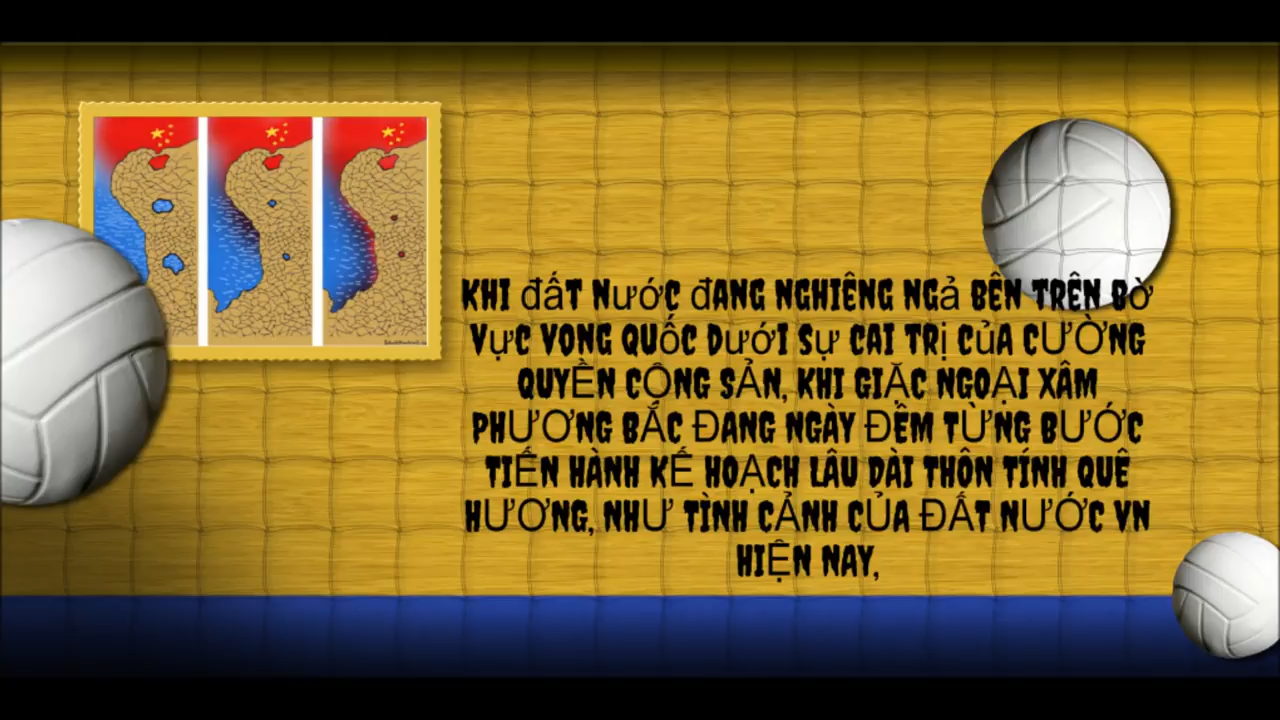 KHI đấT NướC đANG NGHIÊNG NGả BÊN TRÊN Bờ
VựC VONG QUốC DướI Sự CAI TRị CủA CƯỜNG
QUYỀN CỘNG SẢN, KHI GIẶC NGOẠI XÂM
PHƯƠNG BẮC ĐANG NGÀY ĐÊM TỪNG BƯỚC
TIẾN HÀNH KẾ HOẠCH LÂU DÀI THÔN TÍNH QUÊ
HƯƠNG, NHƯ TÌNH CẢNH CỦA ĐẤT NƯỚC VN
HIỆN NAY,